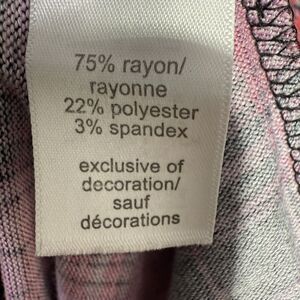 75% rayon/
rayonne
22% polyester
3% spandex
exclusive of
decoration/
sauf
décorations